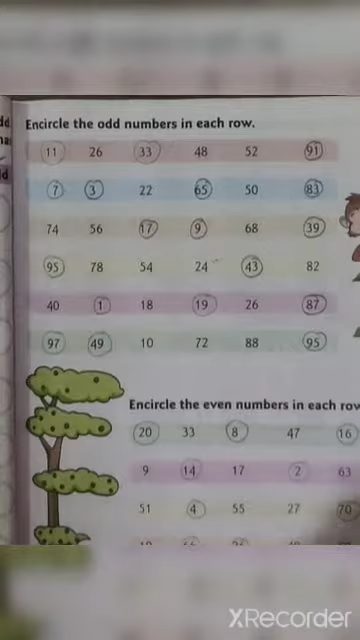 Encircle the odd numbers in each row.
11 26 33 48 52 91
7 3 22 65 50 83
74 56 17 9 68 39
95 78 54 24 43 82
40 1 18 19 26 87
97 49 10 72 88 95
Encircle the even numbers in each row
20 33 8 47 16
9 14 17 2 63
51 4 55 27 70
XRecorder